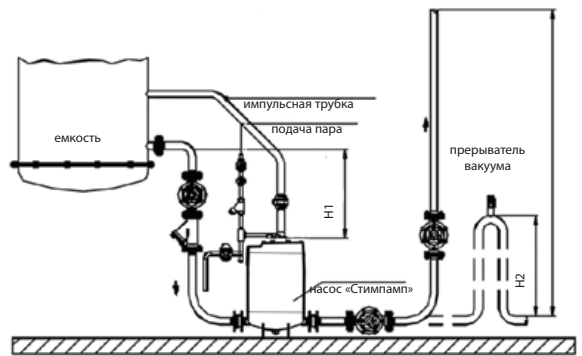 импульсная трубка
подача пара
емкость
прерыватель
вакуума
H1
H2
насос «Стимпамп»